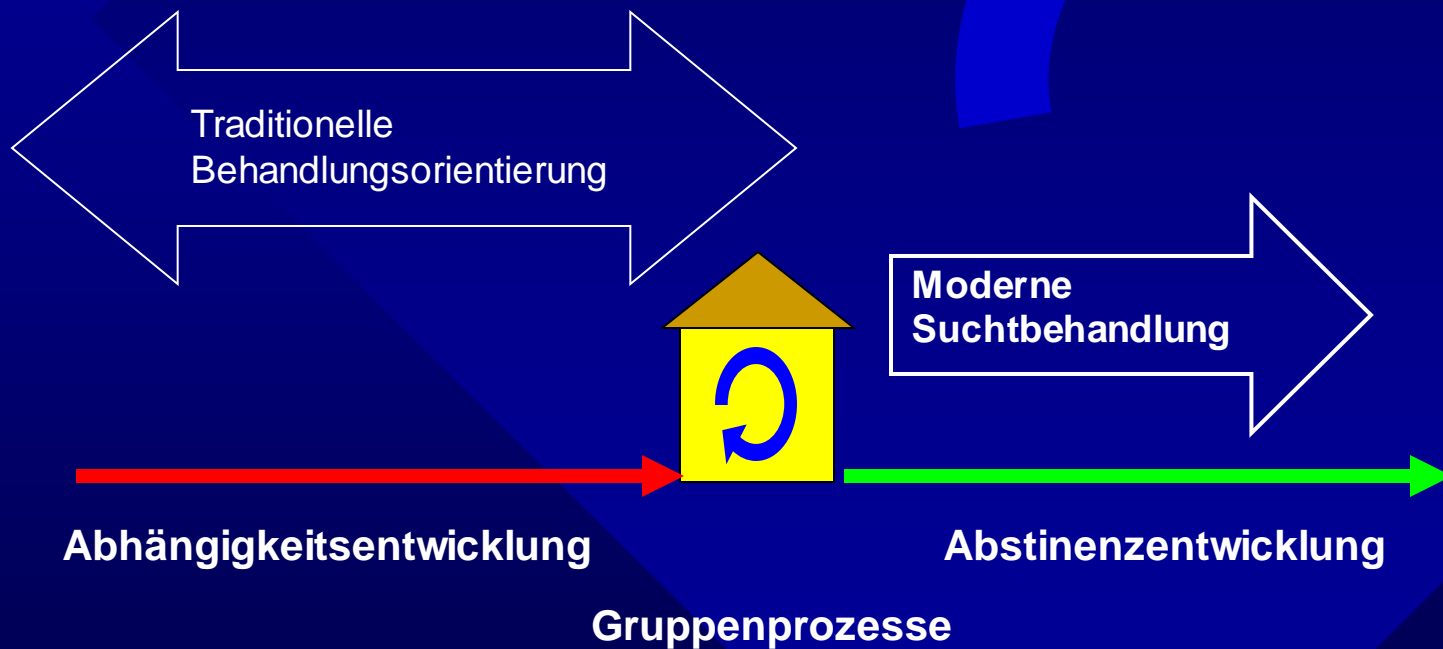 Traditionelle
Behandlungsorientierung
Moderne
Suchtbehandlung
Abhängigkeitsentwicklung
Abstinenzentwicklung
Gruppenprozesse